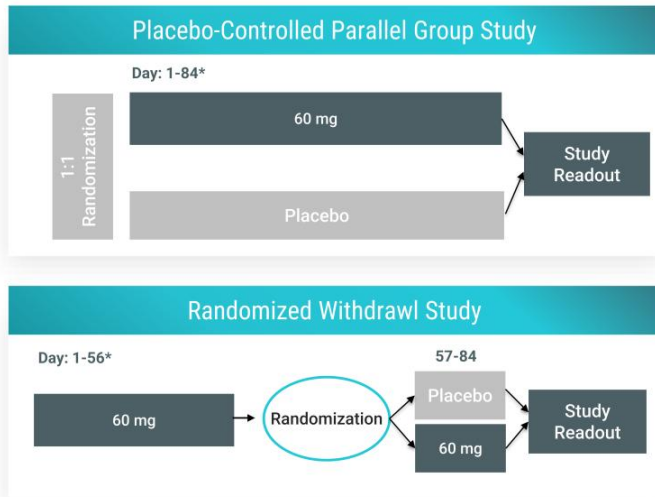 Placebo-Controlled Parallel Group Study
Day: 1-84*
1:1
Randomization
60 mg
Placebo
Study
Readout
Randomized Withdrawl Study
Day: 1-56*
57-84
60 mg
Randomization
Placebo
60 mg
Study
Readout